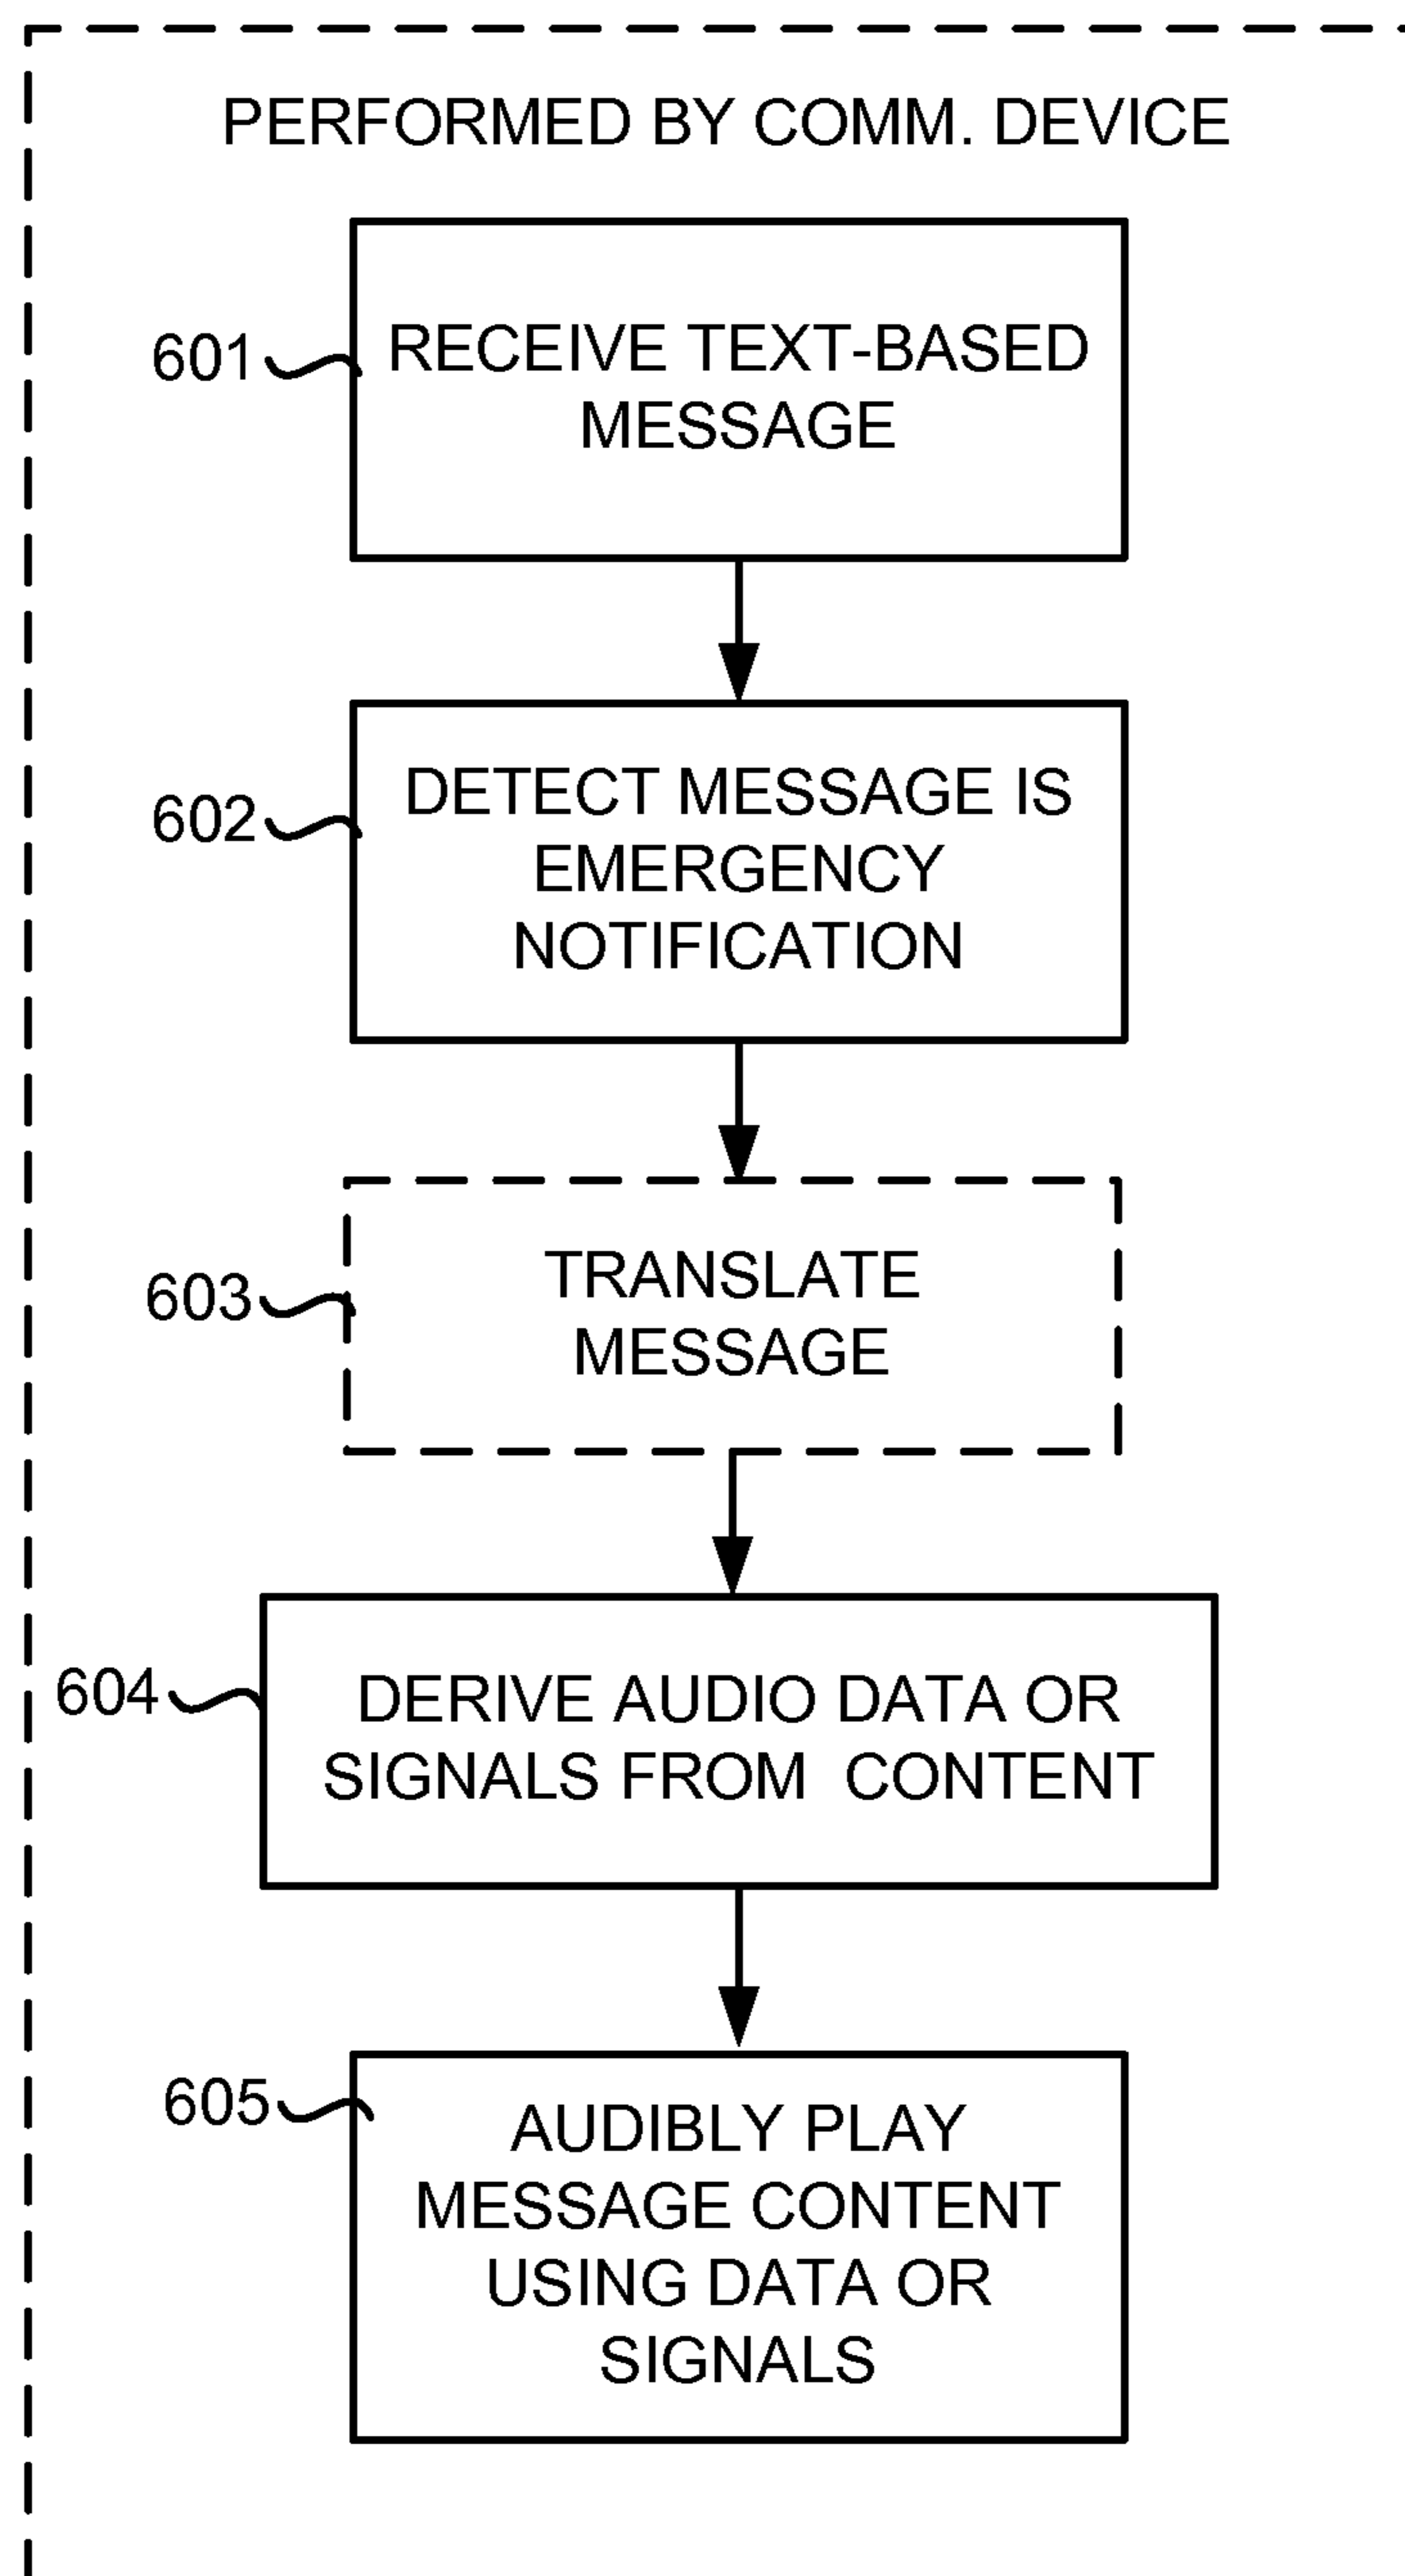 PERFORMED BY COMM. DEVICE
601
RECEIVE TEXT-BASED
MESSAGE
602
DETECT MESSAGE IS
EMERGENCY
NOTIFICATION
603
TRANSLATE
MESSAGE
604
DERIVE AUDIO DATA OR
SIGNALS FROM CONTENT
605
AUDIBLY PLAY
MESSAGE CONTENT
USING DATA OR
SIGNALS